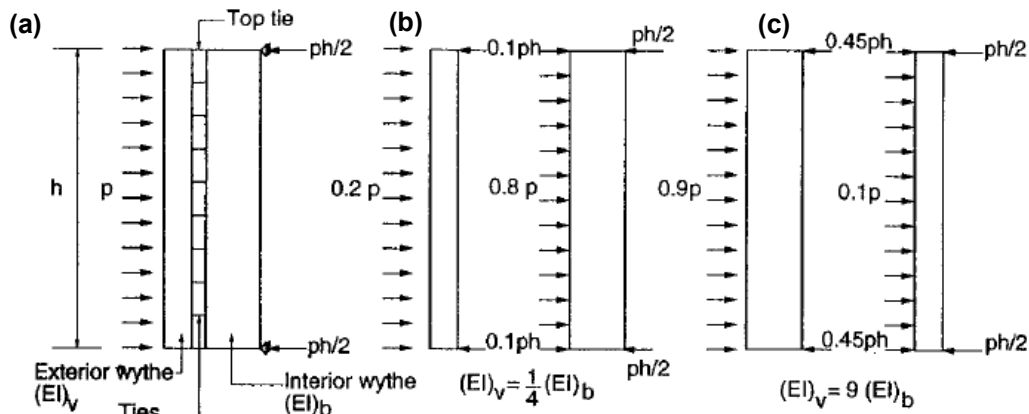 (a)
Top tie
ph/2
h
p
ph/2
Exterior wythe
(EI)v
Ties
Interior wythe
(EI)b
(b)
0.1ph
ph/2
0.2 p
0.8 p
0.1ph
ph/2
(EI)v = 1/4 (EI)b
(c)
0.45ph
ph/2
0.9p
0.1p
0.45ph
ph/2
(EI)v = 9 (EI)b